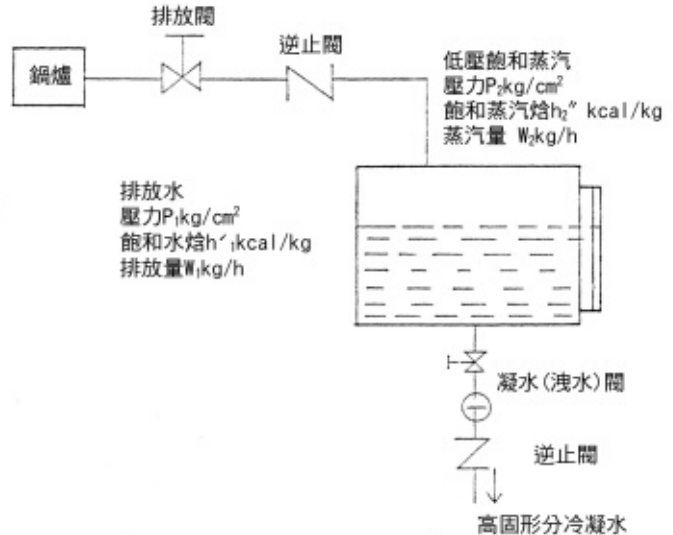 排放閥
逆止閥
鍋爐
低壓飽和蒸汽
壓力P₂kg/cm²
飽和蒸汽焓h₂″ kcal/kg
蒸汽量 W₂kg/h
排放水
壓力P₁kg/cm²
飽和水焓h′₁kcal/kg
排放量W₁kg/h
凝水(洩水)閥
逆止閥
高固形分冷凝水